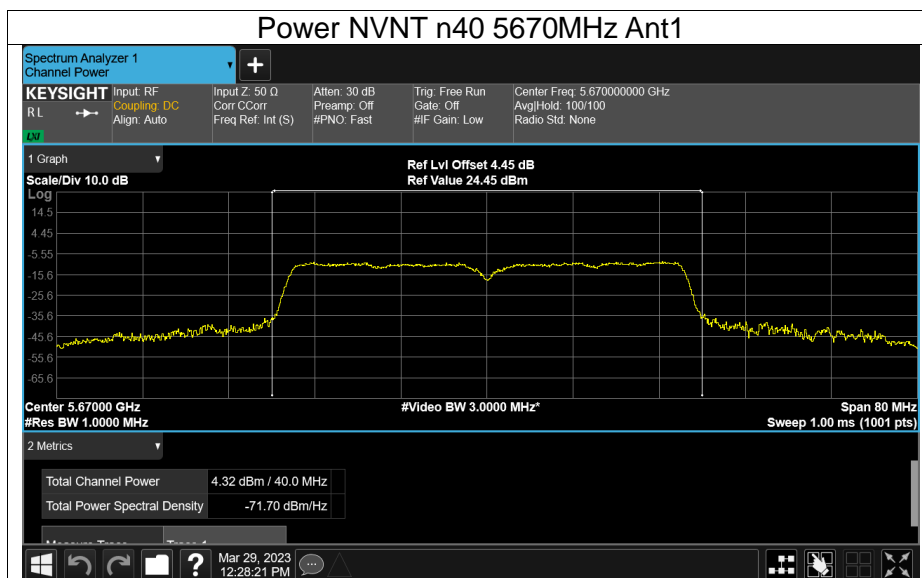 Power NVNT n40 5670MHz Ant1
Spectrum Analyzer 1
Channel Power
KEYSIGHT
R L
LXI
Input: RF
Coupling: DC
Align: Auto
Input Z: 50 Ω
Corr CCorr
Freq Ref: Int (S)
Atten: 30 dB
Preamp: Off
#PNO: Fast
Trig: Free Run
Gate: Off
#IF Gain: Low
Center Freq: 5.670000000 GHz
Avg|Hold: 100/100
Radio Std: None
1 Graph
Scale/Div 10.0 dB
Ref Lvl Offset 4.45 dB
Ref Value 24.45 dBm
Log
14.5
4.45
-5.55
-15.6
-25.6
-35.6
-45.6
-55.6
-65.6
Center 5.67000 GHz
#Res BW 1.0000 MHz
#Video BW 3.0000 MHz*
Span 80 MHz
Sweep 1.00 ms (1001 pts)
2 Metrics
Total Channel Power 4.32 dBm / 40.0 MHz
Total Power Spectral Density -71.70 dBm/Hz
Mar 29, 2023
12:28:21 PM